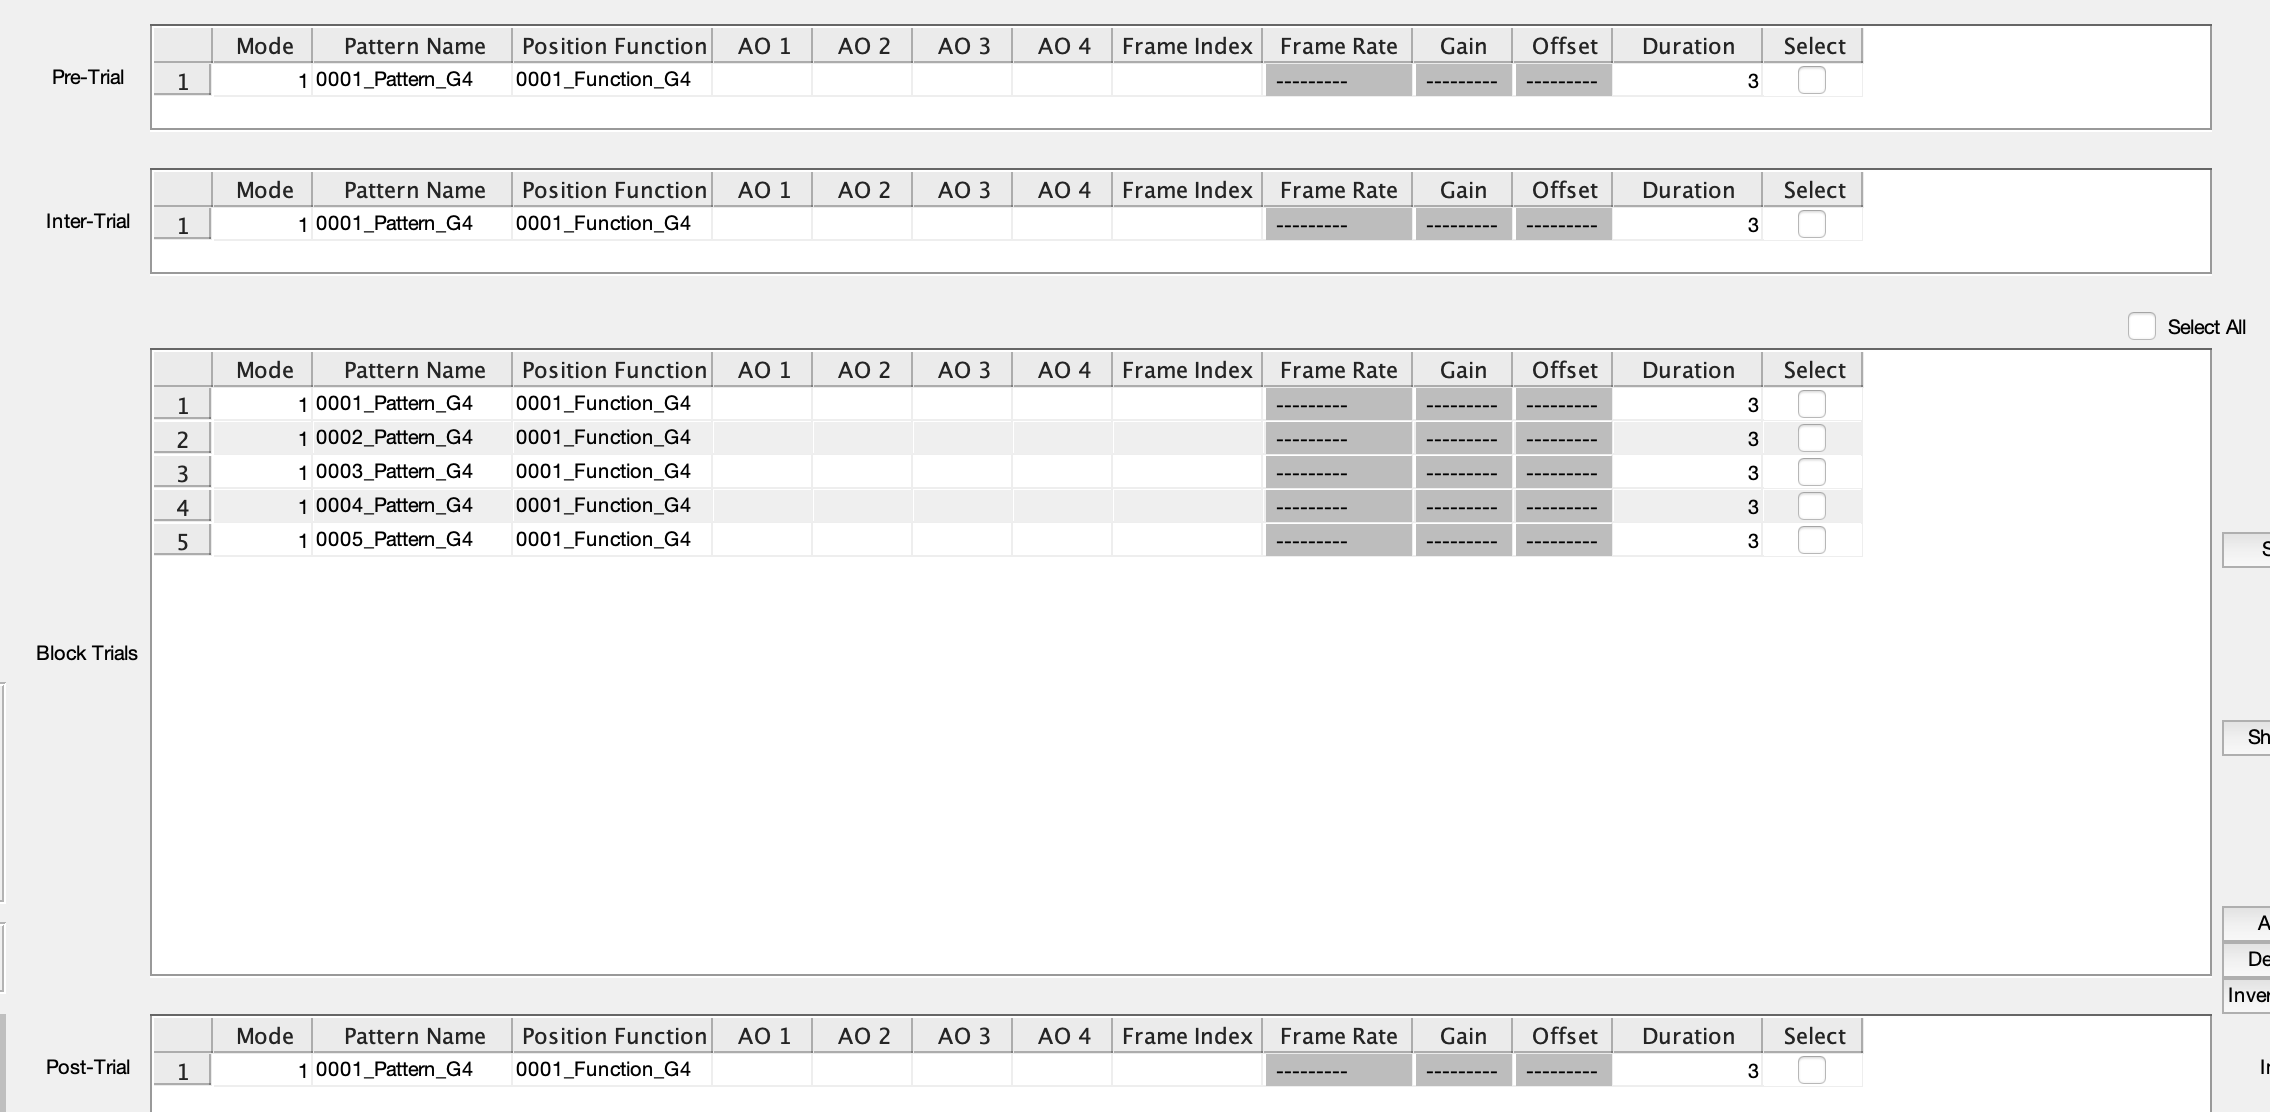 Mode Pattern Name Position Function AO 1 AO 2 AO 3 AO 4 Frame Index Frame Rate Gain Offset Duration Select
Pre-Trial
1 1 0001_Pattern_G4 0001_Function_G4 --------- --------- --------- 3
Mode Pattern Name Position Function AO 1 AO 2 AO 3 AO 4 Frame Index Frame Rate Gain Offset Duration Select
Inter-Trial
1 1 0001_Pattern_G4 0001_Function_G4 --------- --------- --------- 3
Select All
Mode Pattern Name Position Function AO 1 AO 2 AO 3 AO 4 Frame Index Frame Rate Gain Offset Duration Select
1 1 0001_Pattern_G4 0001_Function_G4 --------- --------- --------- 3
2 1 0002_Pattern_G4 0001_Function_G4 --------- --------- --------- 3
3 1 0003_Pattern_G4 0001_Function_G4 --------- --------- --------- 3
4 1 0004_Pattern_G4 0001_Function_G4 --------- --------- --------- 3
5 1 0005_Pattern_G4 0001_Function_G4 --------- --------- --------- 3
Block Trials
Sh
A
De
Inver
Mode Pattern Name Position Function AO 1 AO 2 AO 3 AO 4 Frame Index Frame Rate Gain Offset Duration Select
Post-Trial
1 1 0001_Pattern_G4 0001_Function_G4 --------- --------- --------- 3